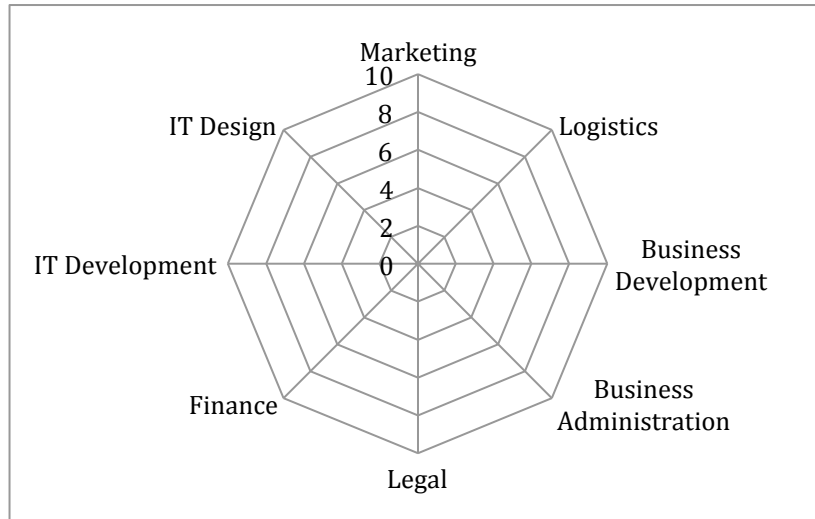 Marketing
10
IT Design
Logistics
8
6
4
2
IT Development
0
Business
Development
Finance
Business
Administration
Legal